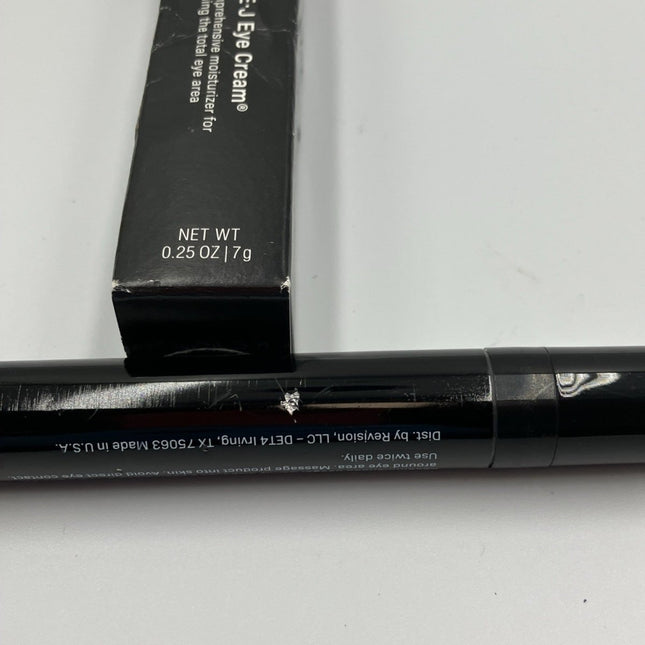 E·J Eye Cream®
prehensive moisturizer for
ing the total eye area
NET WT
0.25 OZ | 7g
around eye area. Massage product into skin. Avoid direct eye contact
Use twice daily.
Dist. by Revision, LLC – DET4 Irving, TX 75063 Made in U.S.A.